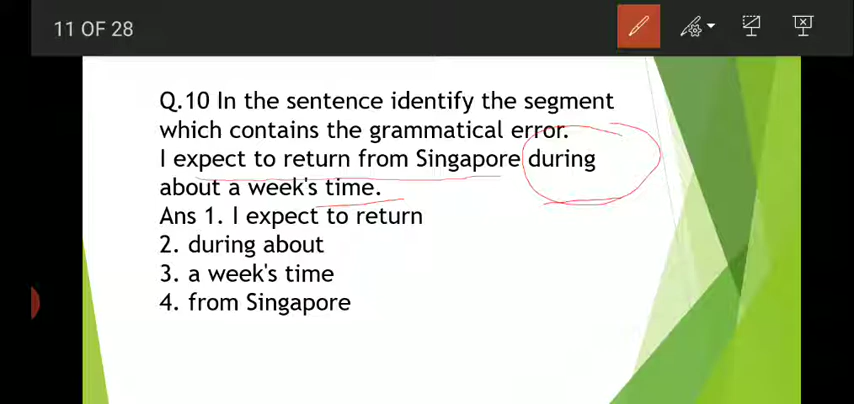 11 OF 28
Q.10 In the sentence identify the segment
which contains the grammatical error.
I expect to return from Singapore during
about a week's time.
Ans 1. I expect to return
2. during about
3. a week's time
4. from Singapore